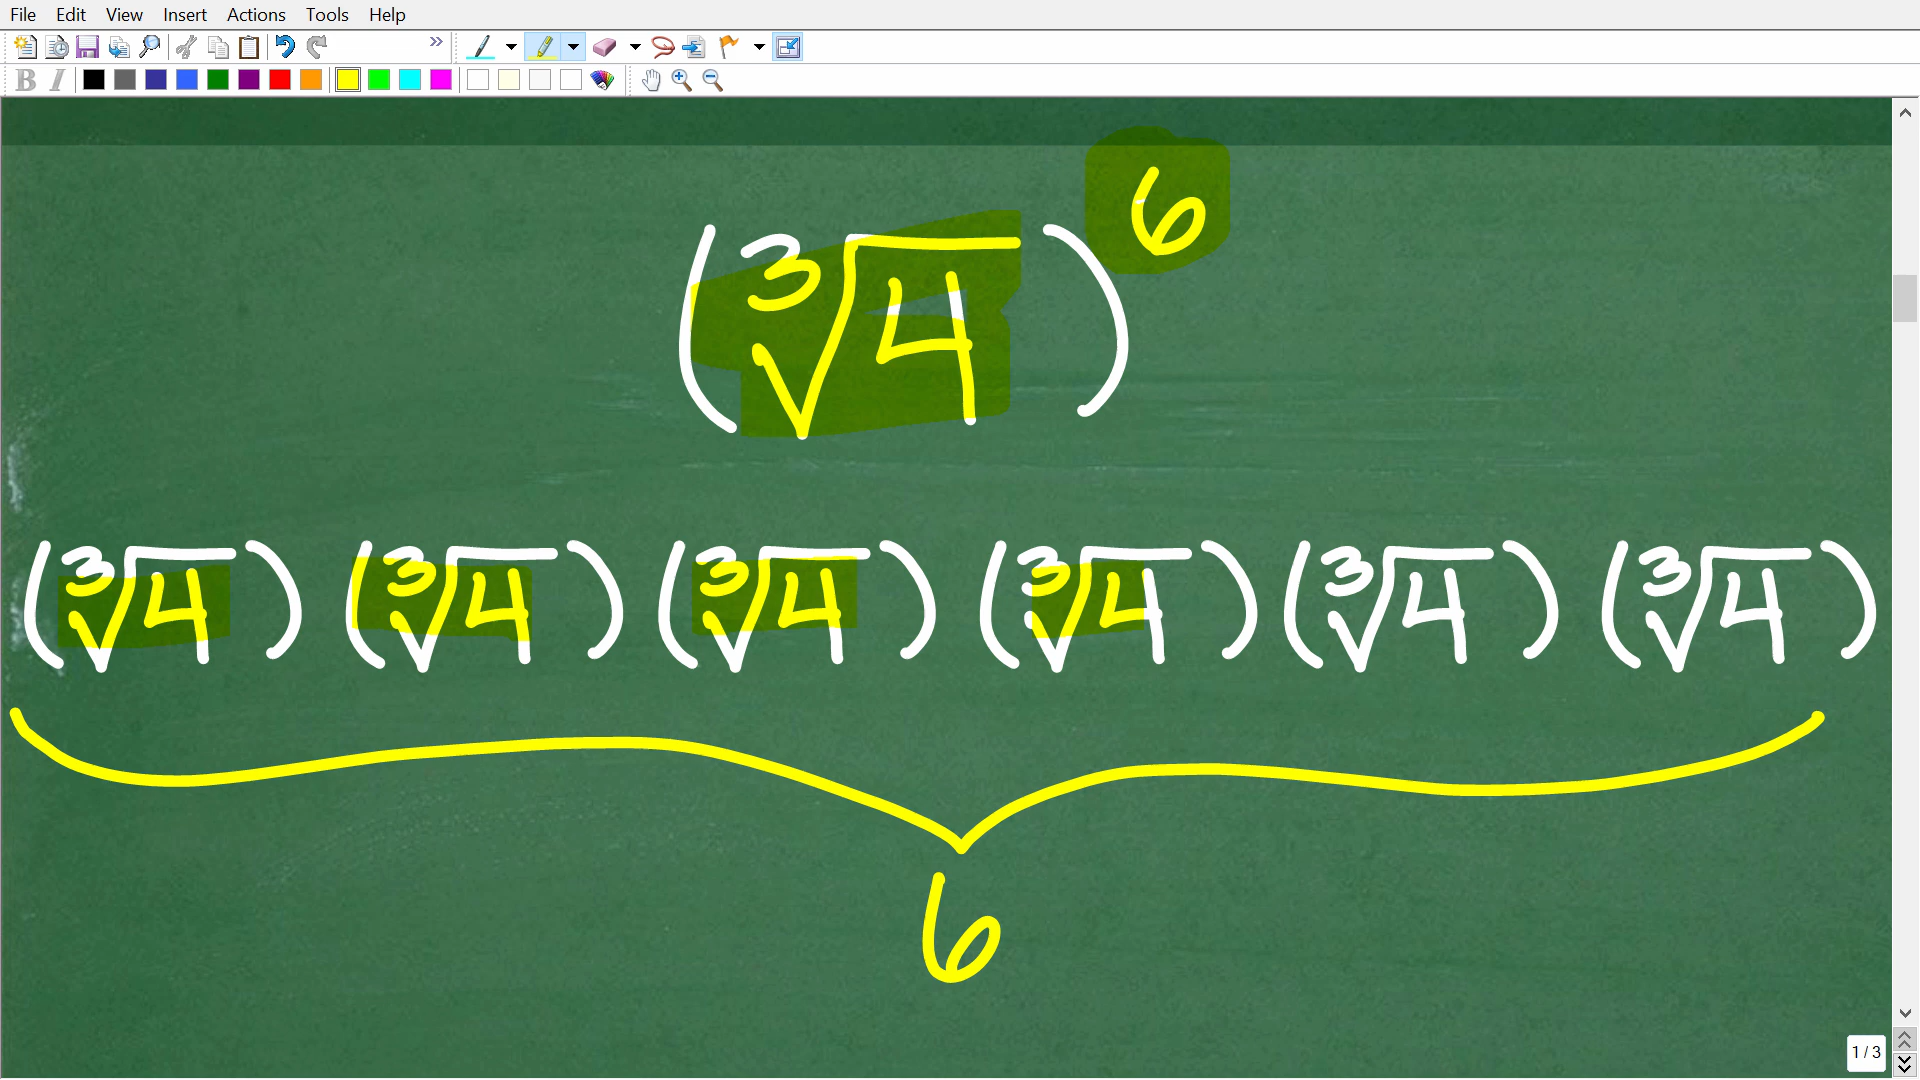 File Edit View Insert Actions Tools Help
B I
(∛4)⁶
(∛4) (∛4) (∛4) (∛4) (∛4) (∛4)
6
1 / 3